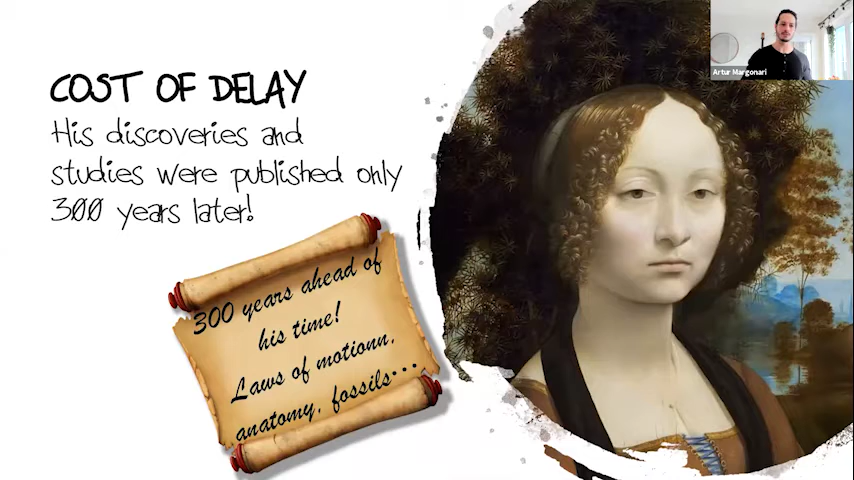 COST OF DELAY
His discoveries and
studies were published only
300 years later!
300 years ahead of
his time!
Laws of motionn,
anatomy, fossils...
Artur Margonari